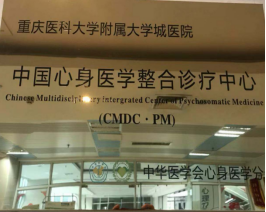 重庆医科大学附属大学城医院
中国心身医学整合诊疗中心
Chinese Multidisciplinary Intergrated Center of Psychosomatic Medicine
(CMDC · PM)
中华医学会心身医学分